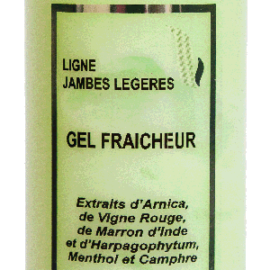 LIGNE
JAMBES LEGERES
GEL FRAICHEUR
Extraits d'Arnica,
de Vigne Rouge,
de Marron d'Inde
et d'Harpagophytum,
Menthol et Camphre